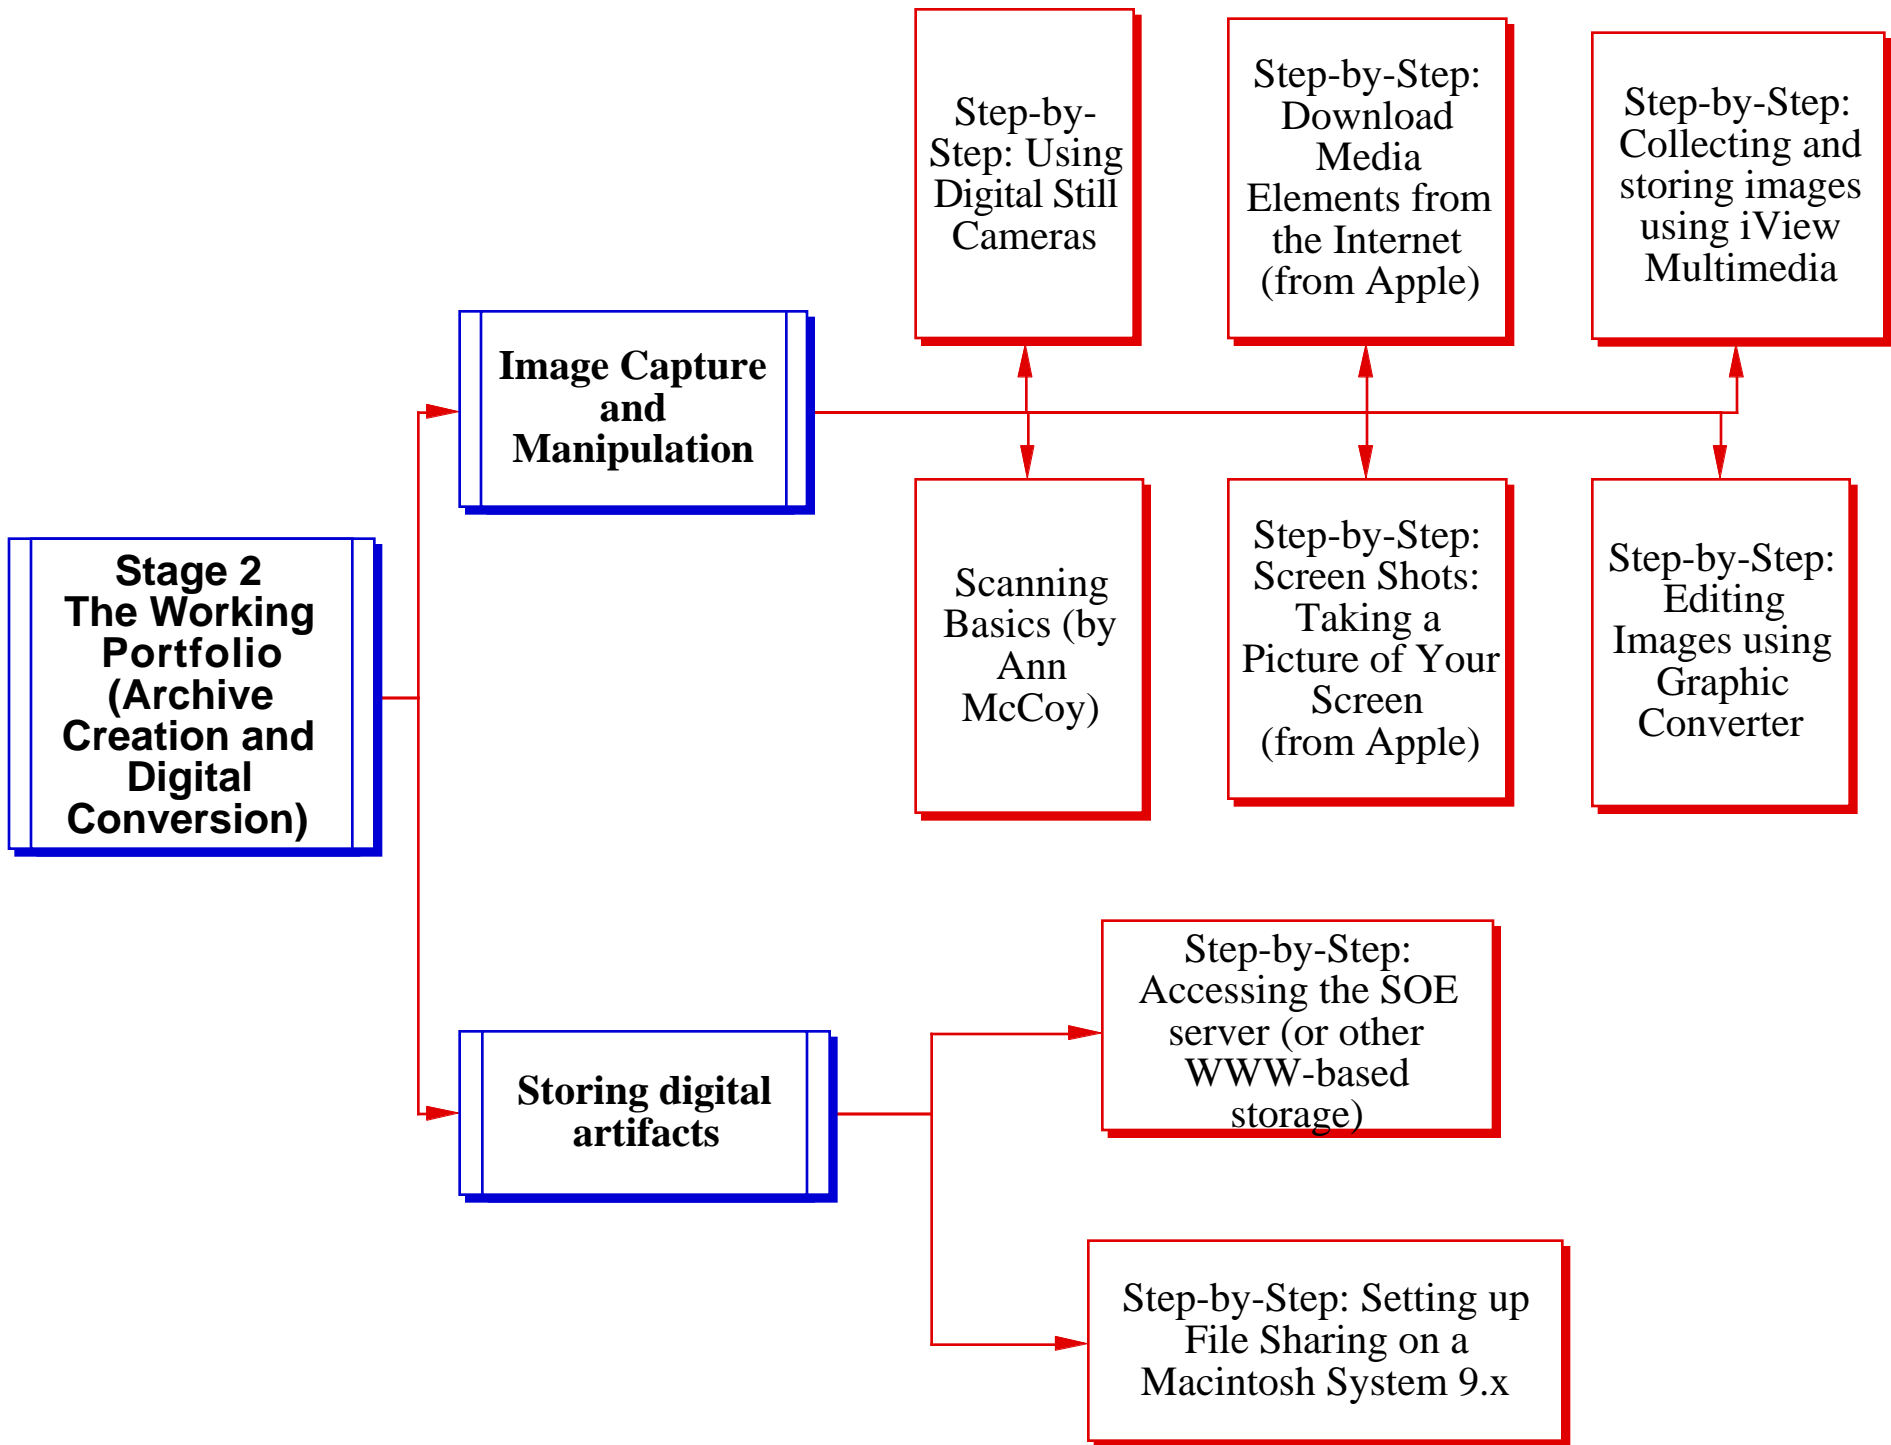 Stage 2
The Working
Portfolio
(Archive
Creation and
Digital
Conversion)
Image Capture
and
Manipulation
Step-by-
Step: Using
Digital Still
Cameras
Step-by-Step:
Download
Media
Elements from
the Internet
(from Apple)
Step-by-Step:
Collecting and
storing images
using iView
Multimedia
Scanning
Basics (by
Ann
McCoy)
Step-by-Step:
Screen Shots:
Taking a
Picture of Your
Screen
(from Apple)
Step-by-Step:
Editing
Images using
Graphic
Converter
Storing digital
artifacts
Step-by-Step:
Accessing the SOE
server (or other
WWW-based
storage)
Step-by-Step: Setting up
File Sharing on a
Macintosh System 9.x